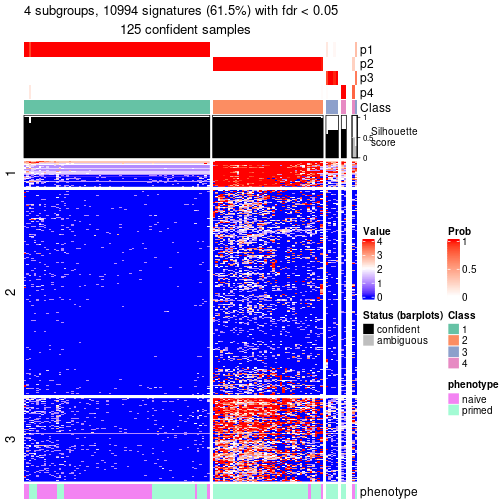 4 subgroups, 10994 signatures (61.5%) with fdr < 0.05
125 confident samples
p1
p2
p3
p4
Class
1
0.5
0
Silhouette
score
1
2
3
Value
4
3
2
1
0
Prob
1
0.5
0
Status (barplots)
confident
ambiguous
Class
1
2
3
4
phenotype
naive
primed
phenotype